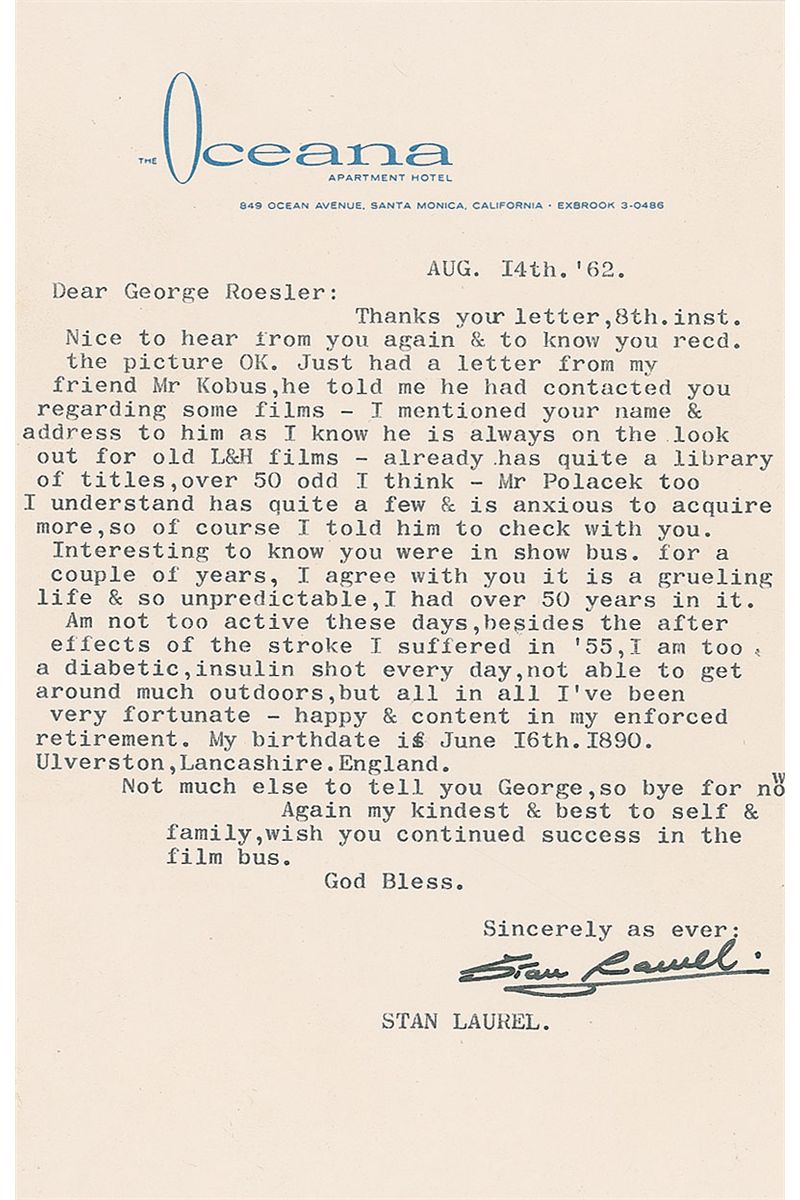 THE Oceana
APARTMENT HOTEL
849 OCEAN AVENUE, SANTA MONICA, CALIFORNIA · EXBROOK 3-0486
AUG. I4th.'62.
Dear George Roesler:
Thanks your letter,8th.inst.
Nice to hear from you again & to know you recd.
the picture OK. Just had a letter from my
friend Mr Kobus,he told me he had contacted you
regarding some films - I mentioned your name &
address to him as I know he is always on the look
out for old L&H films - already has quite a library
of titles,over 50 odd I think - Mr Polacek too
I understand has quite a few & is anxious to acquire
more,so of course I told him to check with you.
Interesting to know you were in show bus. for a
couple of years, I agree with you it is a grueling
life & so unpredictable,I had over 50 years in it.
Am not too active these days,besides the after
effects of the stroke I suffered in '55,I am too
a diabetic,insulin shot every day,not able to get
around much outdoors,but all in all I've been
very fortunate - happy & content in my enforced
retirement. My birthdate is June I6th.I890.
Ulverston,Lancashire.England.
Not much else to tell you George,so bye for now
Again my kindest & best to self &
family,wish you continued success in the
film bus.
God Bless.
Sincerely as ever:
Stan Laurel.
STAN LAUREL.